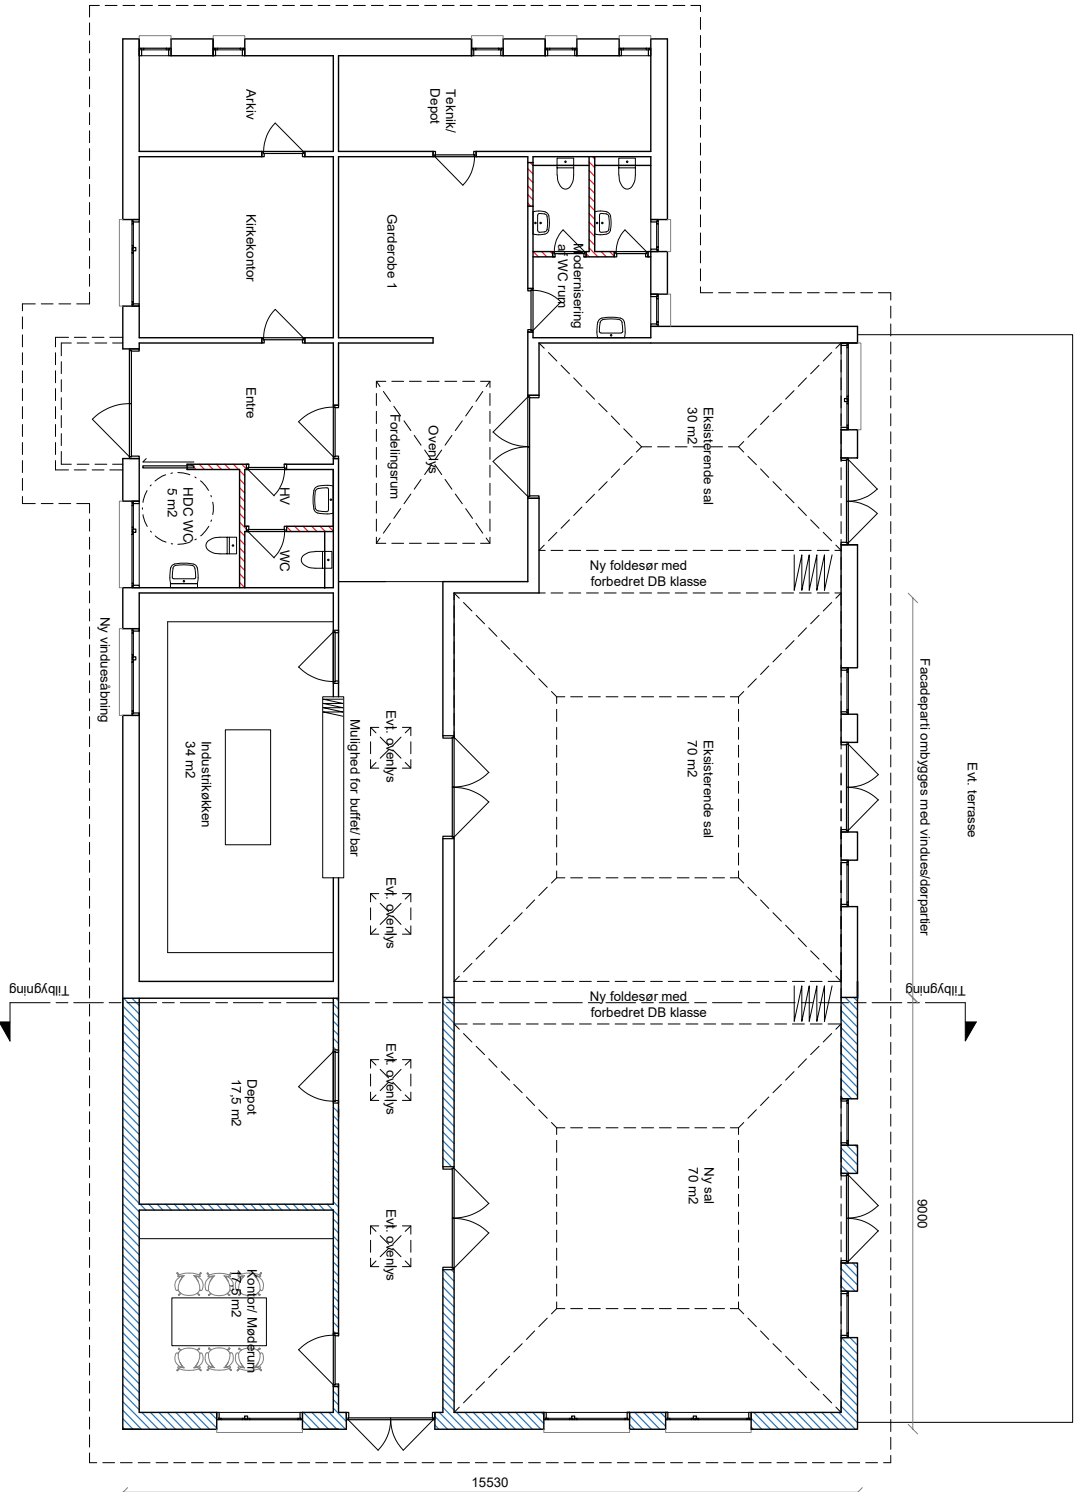 Arkiv
Teknik/
Depot
Kirkekontor
Garderobe 1
Modernisering
af WC rum
Entre
Ovenlys
Fordelingsrum
Eksisterende sal
30 m2
HV
HDC WC
5 m2
WC
Ny foldesør med
forbedret DB klasse
Ny vinduesåbning
Industrikøkken
34 m2
Mulighed for buffet/ bar
Evt. ovenlys
Eksisterende sal
70 m2
Facadeparti ombygges med vindues/dørpartier
Evt. terrasse
Evt. ovenlys
Tilbygning
Ny foldesør med
forbedret DB klasse
Tilbygning
Depot
17,5 m2
Evt. ovenlys
Ny sal
70 m2
9000
Evt. ovenlys
Kontor/ Møderum
17,5 m2
15530